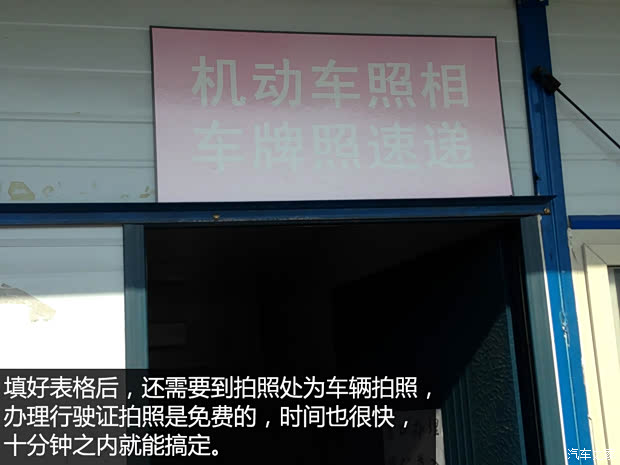 机动车照相
车牌照速递
填好表格后，还需要到拍照处为车辆拍照，
办理行驶证拍照是免费的，时间也很快，
十分钟之内就能搞定。